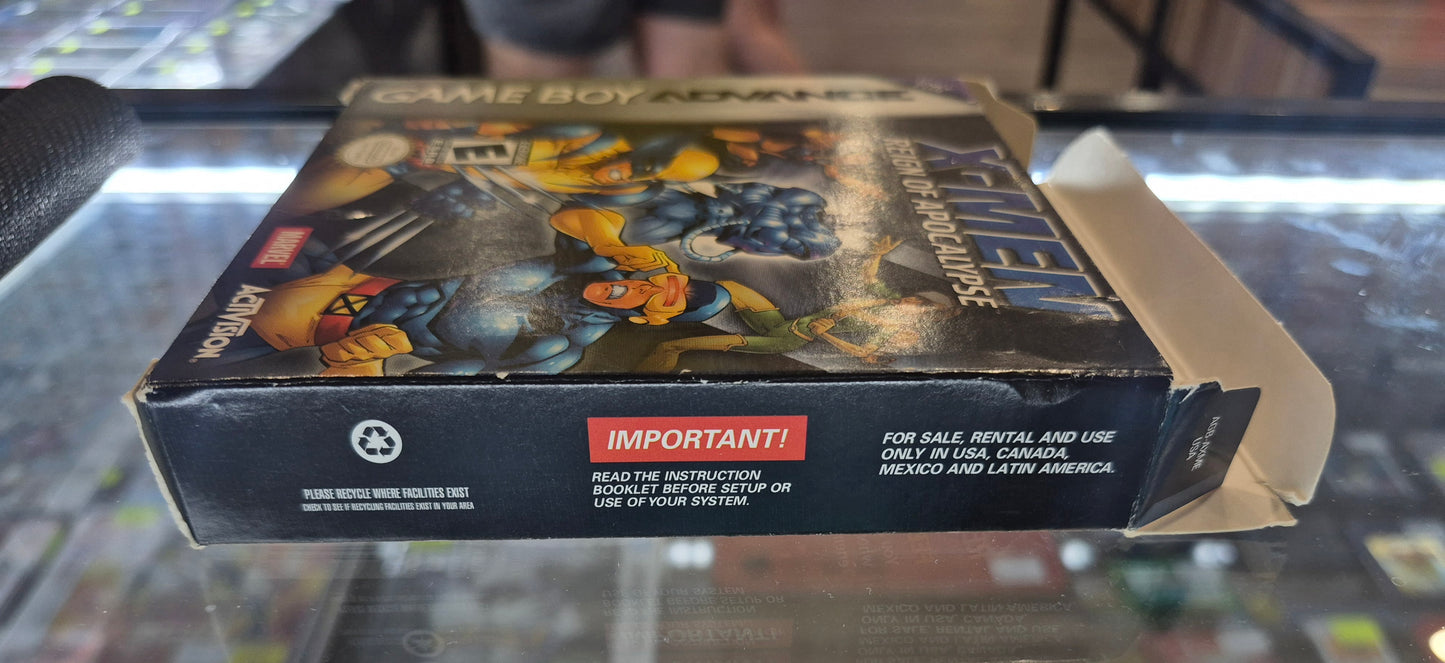 GAME BOY ADVANCE
X-MEN
REIGN OF APOCALYPSE
E
MARVEL
ACTIVISION
PLEASE RECYCLE WHERE FACILITIES EXIST
CHECK TO SEE IF RECYCLING FACILITIES EXIST IN YOUR AREA
IMPORTANT!
READ THE INSTRUCTION
BOOKLET BEFORE SETUP OR
USE OF YOUR SYSTEM.
FOR SALE, RENTAL AND USE
ONLY IN USA, CANADA,
MEXICO AND LATIN AMERICA.
USA